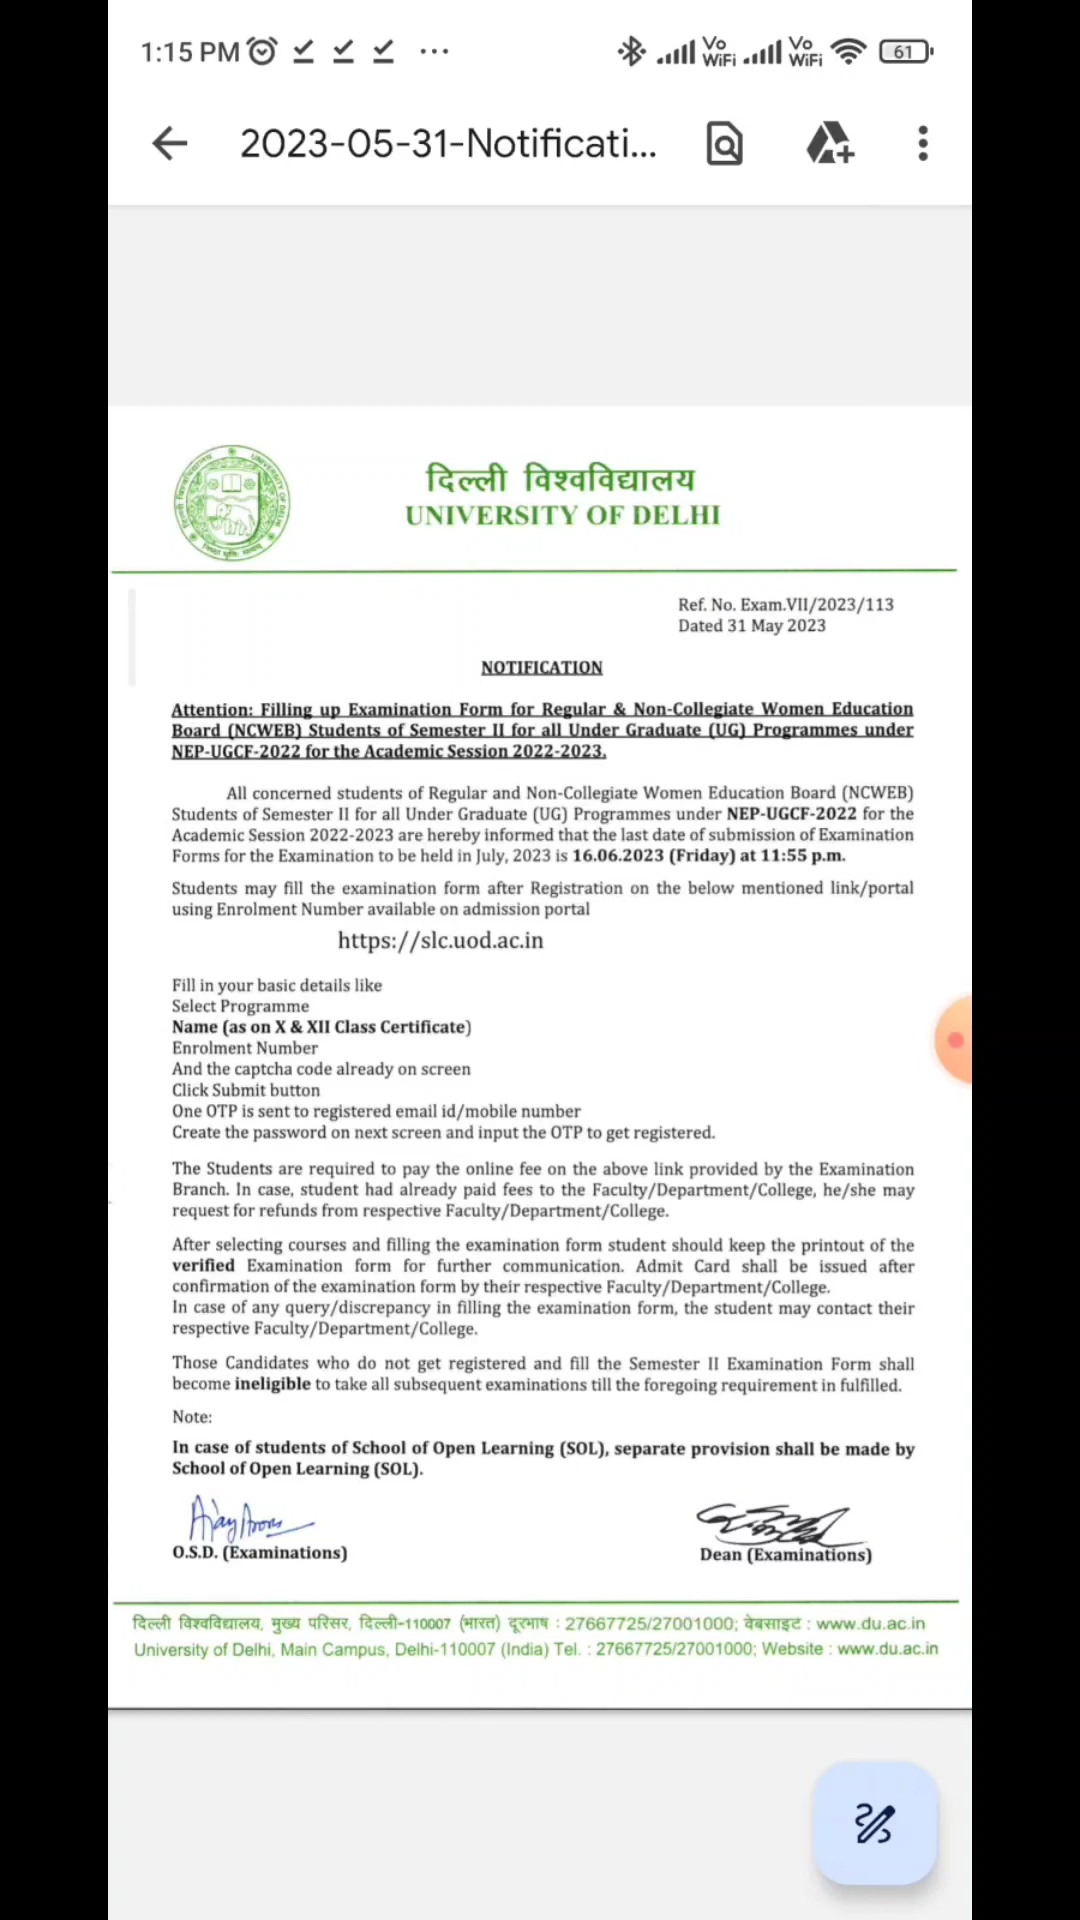 1:15 PM
Vo WiFi Vo WiFi 61
2023-05-31-Notificati...
दिल्ली विश्वविद्यालय
UNIVERSITY OF DELHI
Ref. No. Exam.VII/2023/113
Dated 31 May 2023
NOTIFICATION
Attention: Filling up Examination Form for Regular & Non-Collegiate Women Education
Board (NCWEB) Students of Semester II for all Under Graduate (UG) Programmes under
NEP-UGCF-2022 for the Academic Session 2022-2023.
All concerned students of Regular and Non-Collegiate Women Education Board (NCWEB)
Students of Semester II for all Under Graduate (UG) Programmes under NEP-UGCF-2022 for the
Academic Session 2022-2023 are hereby informed that the last date of submission of Examination
Forms for the Examination to be held in July, 2023 is 16.06.2023 (Friday) at 11:55 p.m.
Students may fill the examination form after Registration on the below mentioned link/portal
using Enrolment Number available on admission portal
https://slc.uod.ac.in
Fill in your basic details like
Select Programme
Name (as on X & XII Class Certificate)
Enrolment Number
And the captcha code already on screen
Click Submit button
One OTP is sent to registered email id/mobile number
Create the password on next screen and input the OTP to get registered.
The Students are required to pay the online fee on the above link provided by the Examination
Branch. In case, student had already paid fees to the Faculty/Department/College, he/she may
request for refunds from respective Faculty/Department/College.
After selecting courses and filling the examination form student should keep the printout of the
verified Examination form for further communication. Admit Card shall be issued after
confirmation of the examination form by their respective Faculty/Department/College.
In case of any query/discrepancy in filling the examination form, the student may contact their
respective Faculty/Department/College.
Those Candidates who do not get registered and fill the Semester II Examination Form shall
become ineligible to take all subsequent examinations till the foregoing requirement in fulfilled.
Note:
In case of students of School of Open Learning (SOL), separate provision shall be made by
School of Open Learning (SOL).
O.S.D. (Examinations)
Dean (Examinations)
दिल्ली विश्वविद्यालय, मुख्य परिसर, दिल्ली-110007 (भारत) दूरभाष : 27667725/27001000; वेबसाइट : www.du.ac.in
University of Delhi, Main Campus, Delhi-110007 (India) Tel. : 27667725/27001000; Website : www.du.ac.in